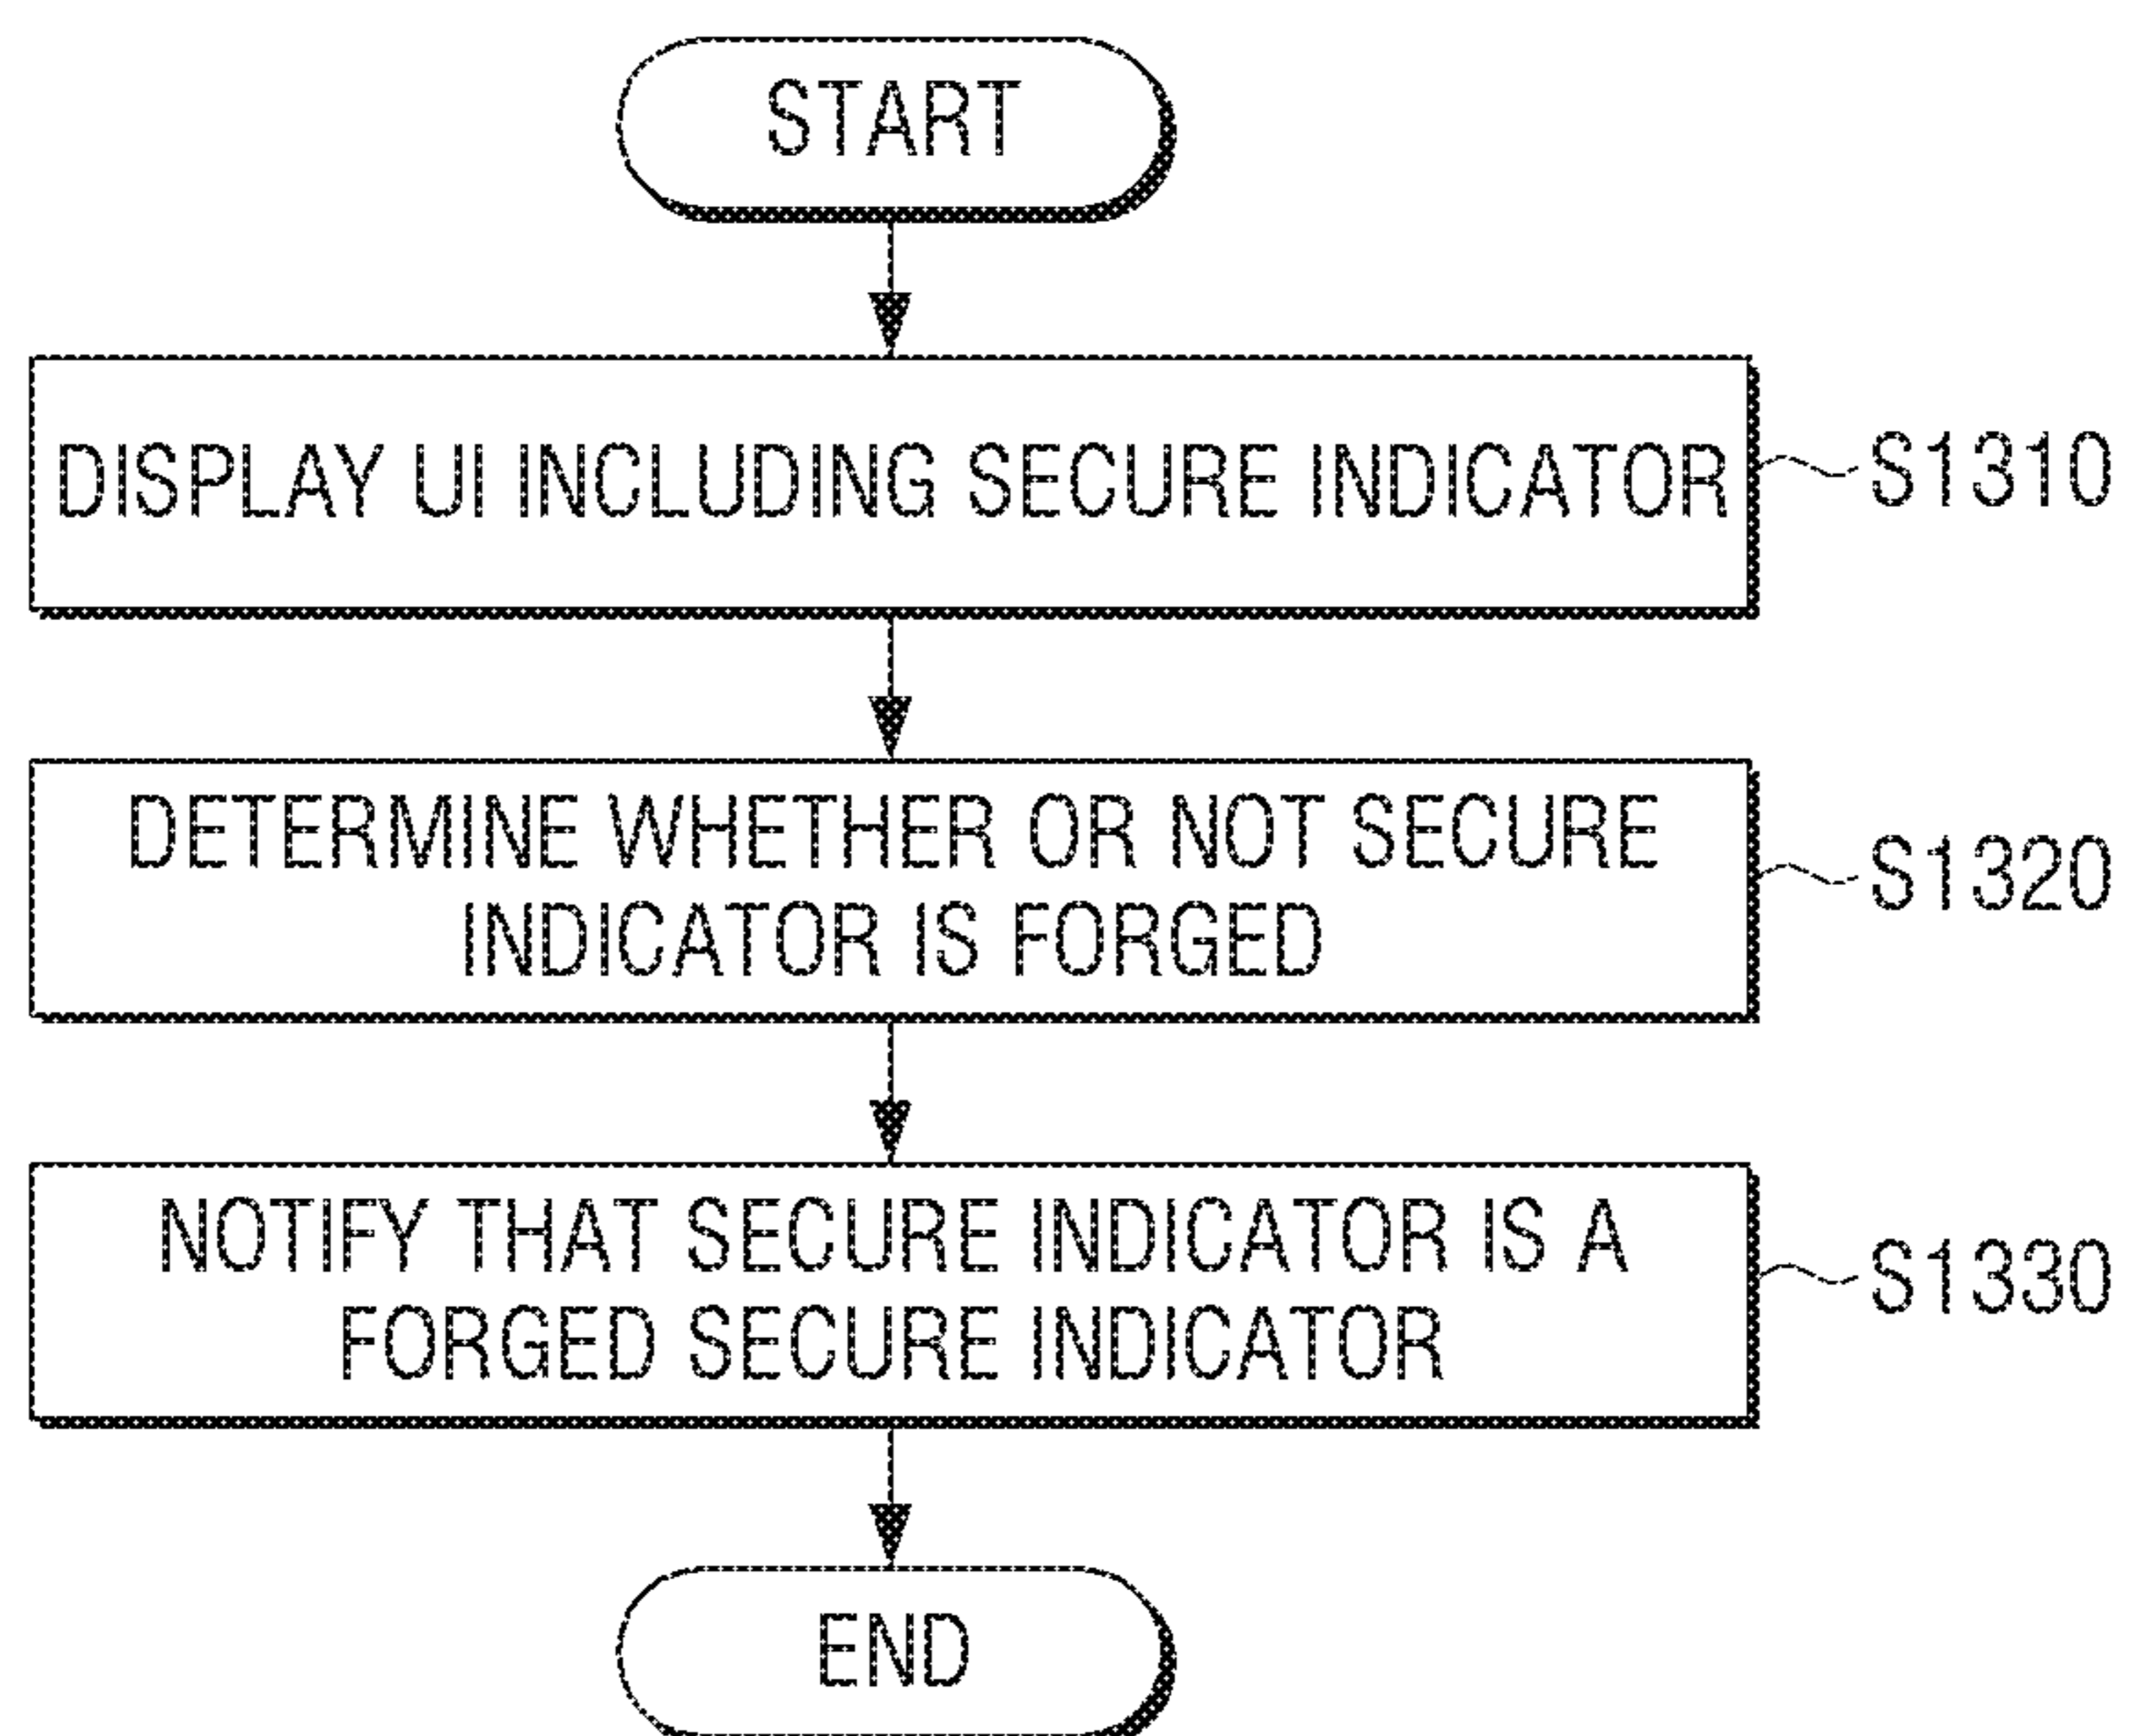 START
DISPLAY UI INCLUDING SECURE INDICATOR
S1310
DETERMINE WHETHER OR NOT SECURE
INDICATOR IS FORGED
S1320
NOTIFY THAT SECURE INDICATOR IS A
FORGED SECURE INDICATOR
S1330
END